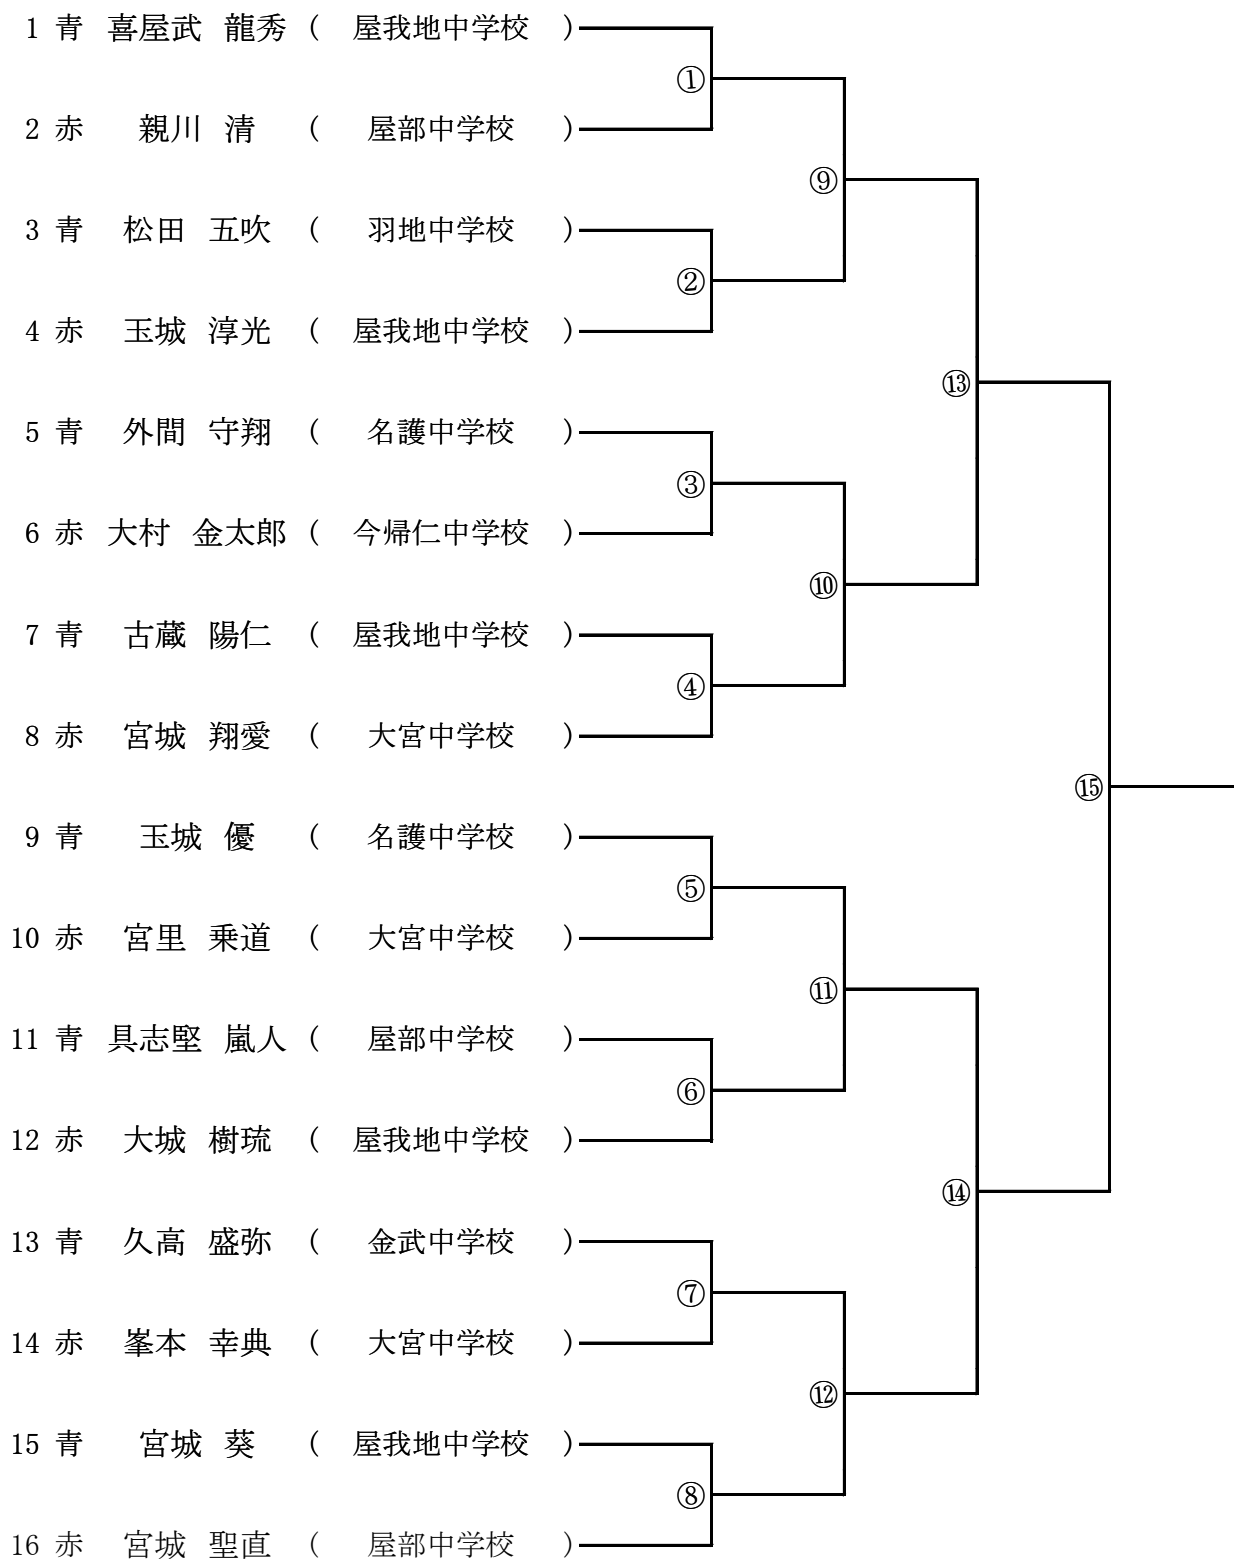 1 青 喜屋武 龍秀 ( 屋我地中学校 )
①
2 赤 親川 清 ( 屋部中学校 )
⑨
3 青 松田 五吹 ( 羽地中学校 )
②
4 赤 玉城 淳光 ( 屋我地中学校 )
⑬
5 青 外間 守翔 ( 名護中学校 )
③
6 赤 大村 金太郎 ( 今帰仁中学校 )
⑩
7 青 古蔵 陽仁 ( 屋我地中学校 )
④
8 赤 宮城 翔愛 ( 大宮中学校 )
⑮
9 青 玉城 優 ( 名護中学校 )
⑤
10 赤 宮里 乗道 ( 大宮中学校 )
⑪
11 青 具志堅 嵐人 ( 屋部中学校 )
⑥
12 赤 大城 樹琉 ( 屋我地中学校 )
⑭
13 青 久高 盛弥 ( 金武中学校 )
⑦
14 赤 峯本 幸典 ( 大宮中学校 )
⑫
15 青 宮城 葵 ( 屋我地中学校 )
⑧
16 赤 宮城 聖直 ( 屋部中学校 )